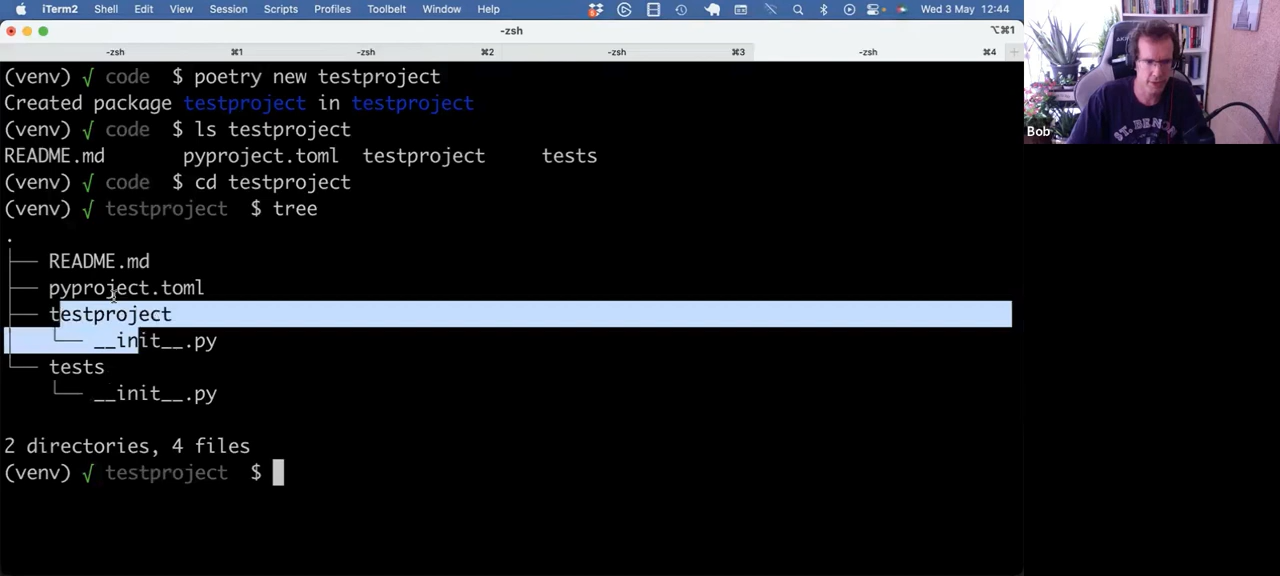 iTerm2 Shell Edit View Session Scripts Profiles Toolbelt Window Help Wed 3 May 12:44
-zsh ⌥⌘1
-zsh ⌘1 -zsh ⌘2 -zsh ⌘3 -zsh ⌘4 +
(venv) √ code $ poetry new testproject
Created package testproject in testproject
(venv) √ code $ ls testproject
README.md pyproject.toml testproject tests
(venv) √ code $ cd testproject
(venv) √ testproject $ tree
.
├── README.md
├── pyproject.toml
├── testproject
│   └── __init__.py
└── tests
    └── __init__.py
2 directories, 4 files
(venv) √ testproject $
Bob
ST. BEN